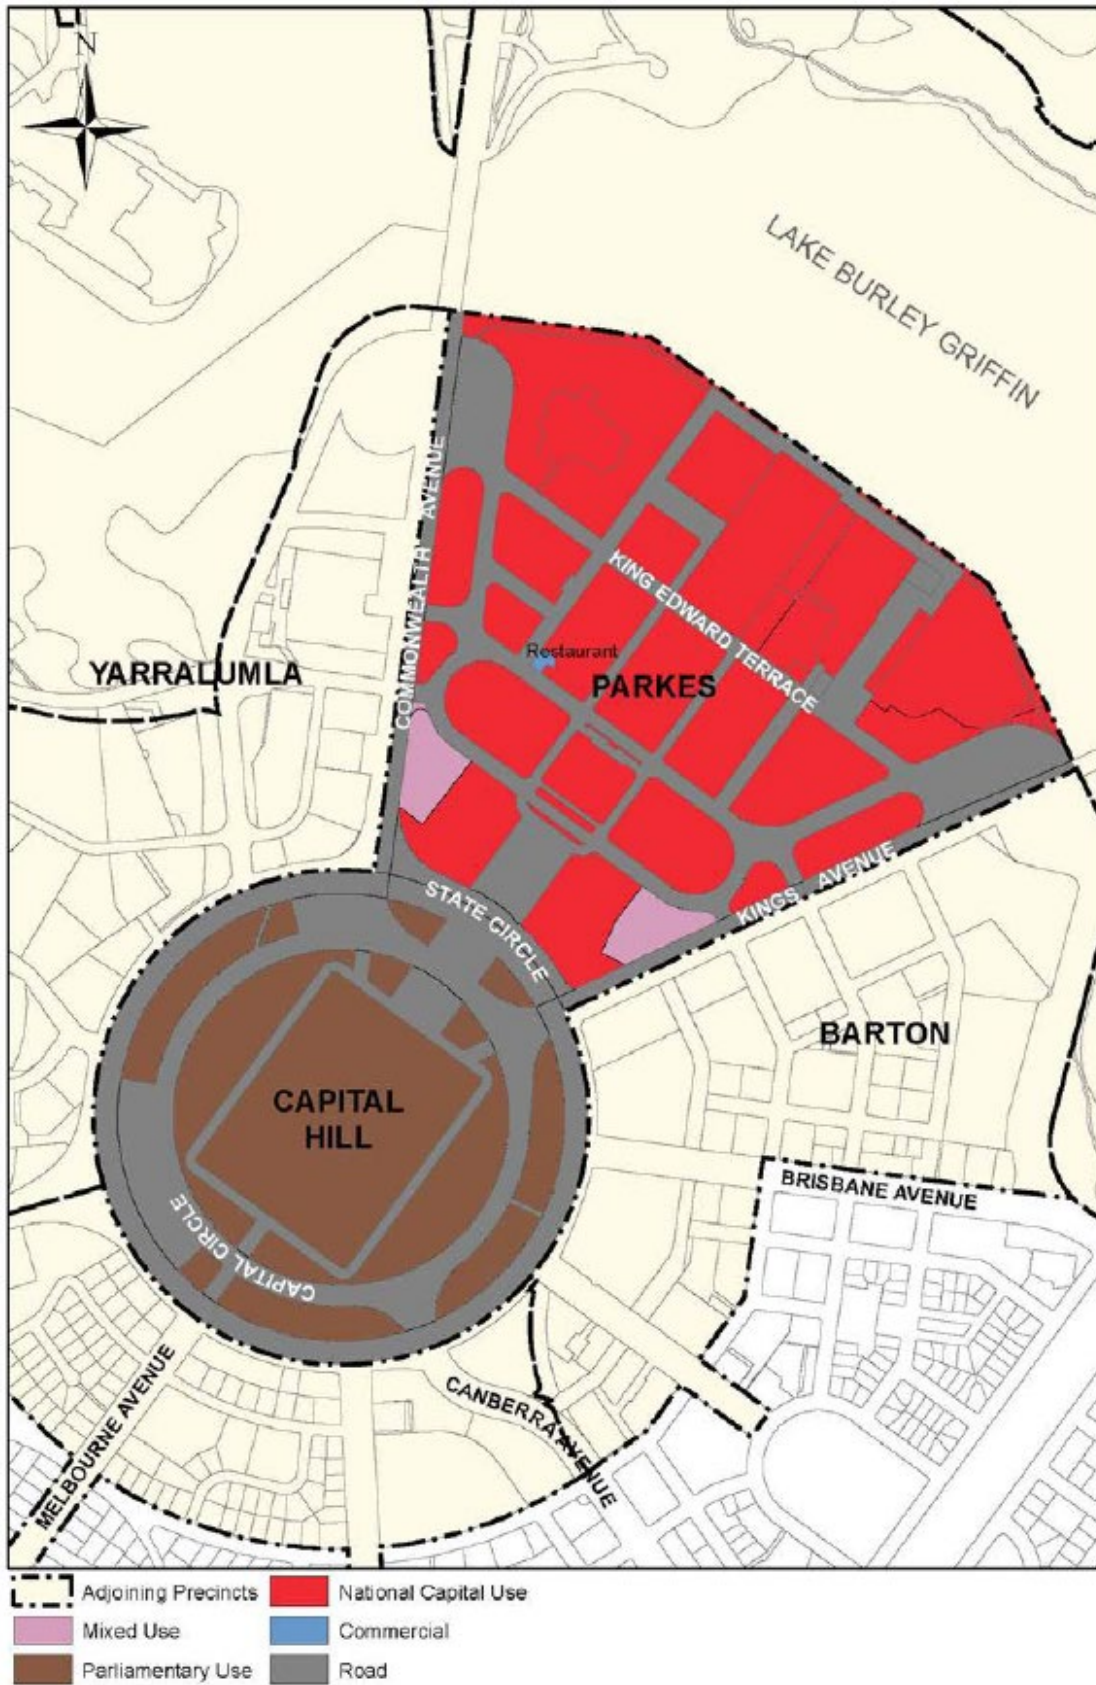 N
LAKE BURLEY GRIFFIN
COMMONWEALTH AVENUE
KING EDWARD TERRACE
Restaurant
YARRALUMLA
PARKES
STATE CIRCLE
KINGS AVENUE
BARTON
CAPITAL
HILL
BRISBANE AVENUE
CAPITAL CIRCLE
MELBOURNE AVENUE
CANBERRA AVENUE
Adjoining Precincts
National Capital Use
Mixed Use
Commercial
Parliamentary Use
Road